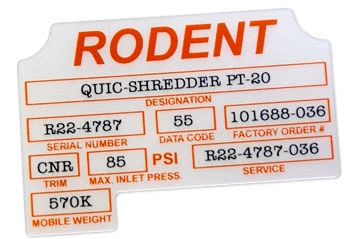 RODENT
QUIC-SHREDDER PT-20
DESIGNATION
R22-4787 55 101688-036
SERIAL NUMBER DATA CODE FACTORY ORDER #
CNR 85 PSI R22-4787-036
TRIM MAX. INLET PRESS. SERVICE
570K
MOBILE WEIGHT